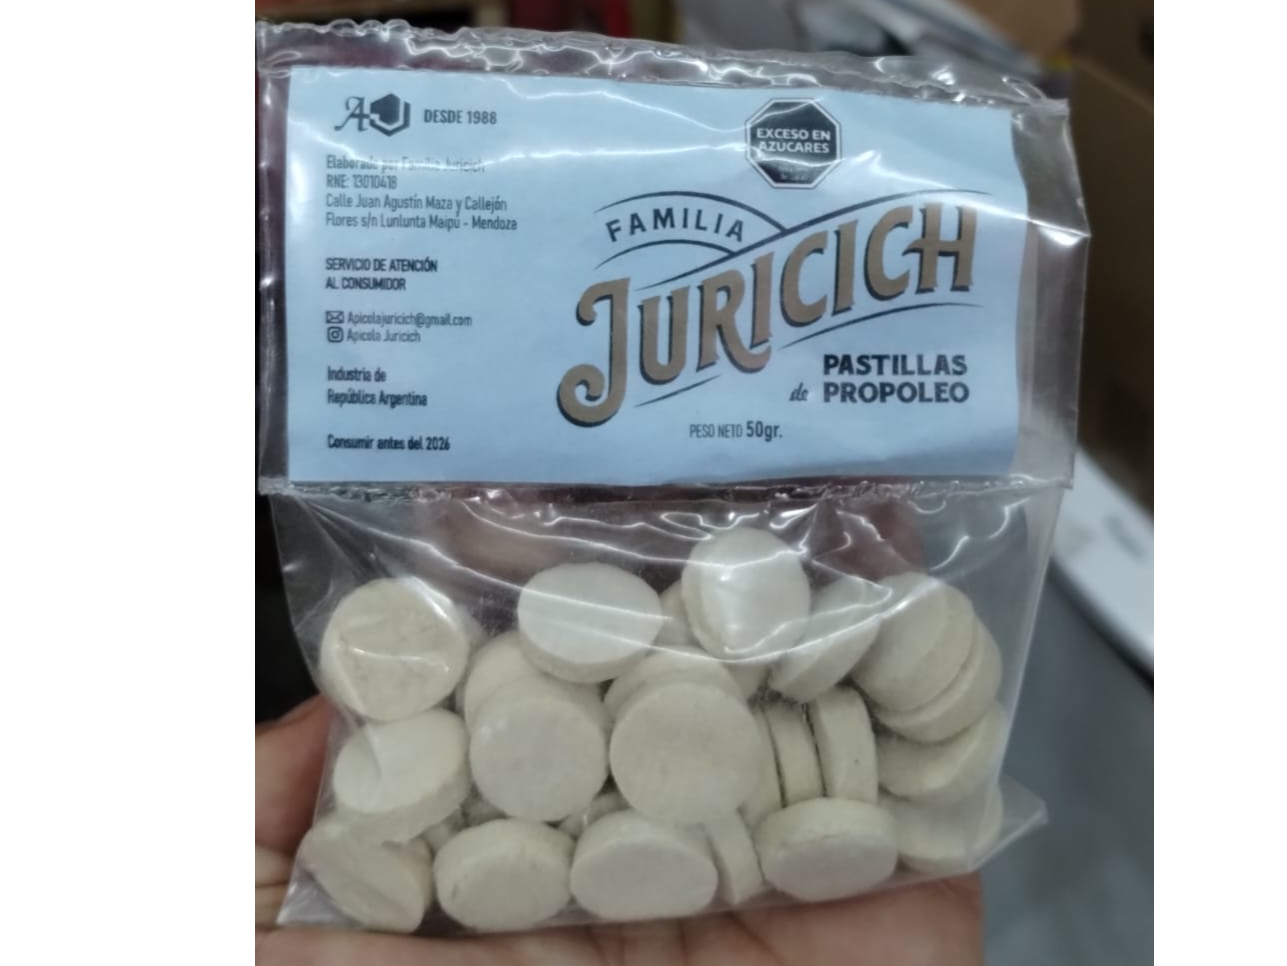 DESDE 1988
Elaborado por Familia Juricich
RNE: 13010418
Calle Juan Agustín Maza y Callejón
Flores s/n Lunlunta Maipú - Mendoza
SERVICIO DE ATENCIÓN
AL CONSUMIDOR
Apicolajuricich@gmail.com
Apicola Juricich
Industria de
República Argentina
Consumir antes del 2026
EXCESO EN
AZÚCARES
FAMILIA
JURICICH
PASTILLAS
de PROPOLEO
PESO NETO 50gr.